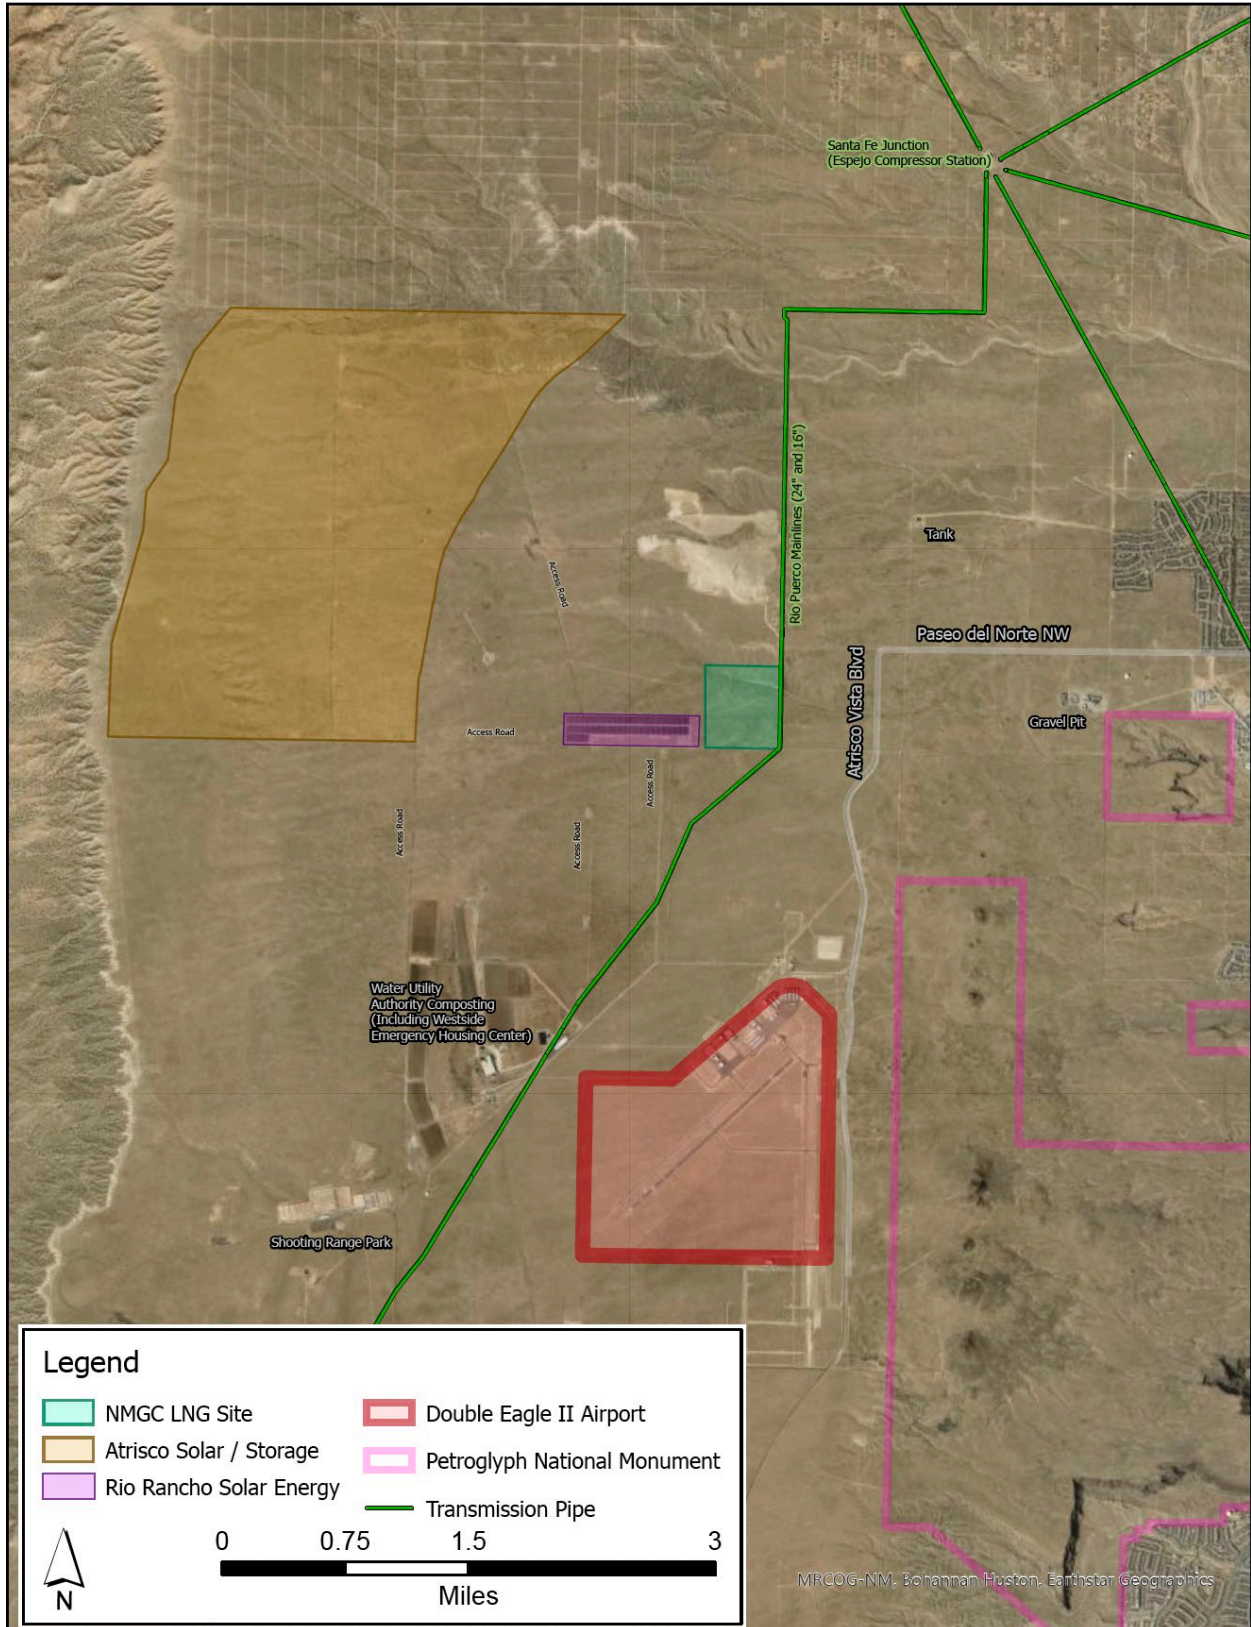 Santa Fe Junction
(Espejo Compressor Station)
Rio Puerco Mainlines (24" and 16")
Tank
Access Road
Paseo del Norte NW
Atrisco Vista Blvd
Gravel Pit
Access Road
Access Road
Access Road
Access Road
Water Utility
Authority Composting
(Including Westside
Emergency Housing Center)
Shooting Range Park
Legend
NMGC LNG Site
Atrisco Solar / Storage
Rio Rancho Solar Energy
Double Eagle II Airport
Petroglyph National Monument
Transmission Pipe
0 0.75 1.5 3
Miles
N
MRCOG-NM, Bohannan Huston, Earthstar Geographics